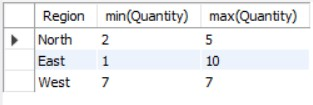 Region min(Quantity) max(Quantity)
North 2 5
East 1 10
West 7 7